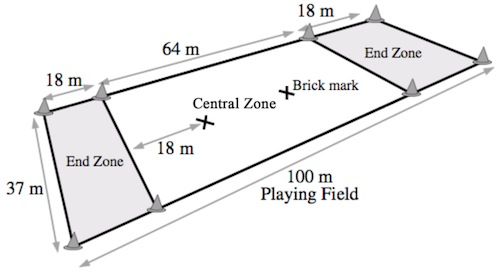 18 m
64 m
End Zone
18 m
Brick mark
Central Zone
18 m
End Zone
37 m
100 m
Playing Field